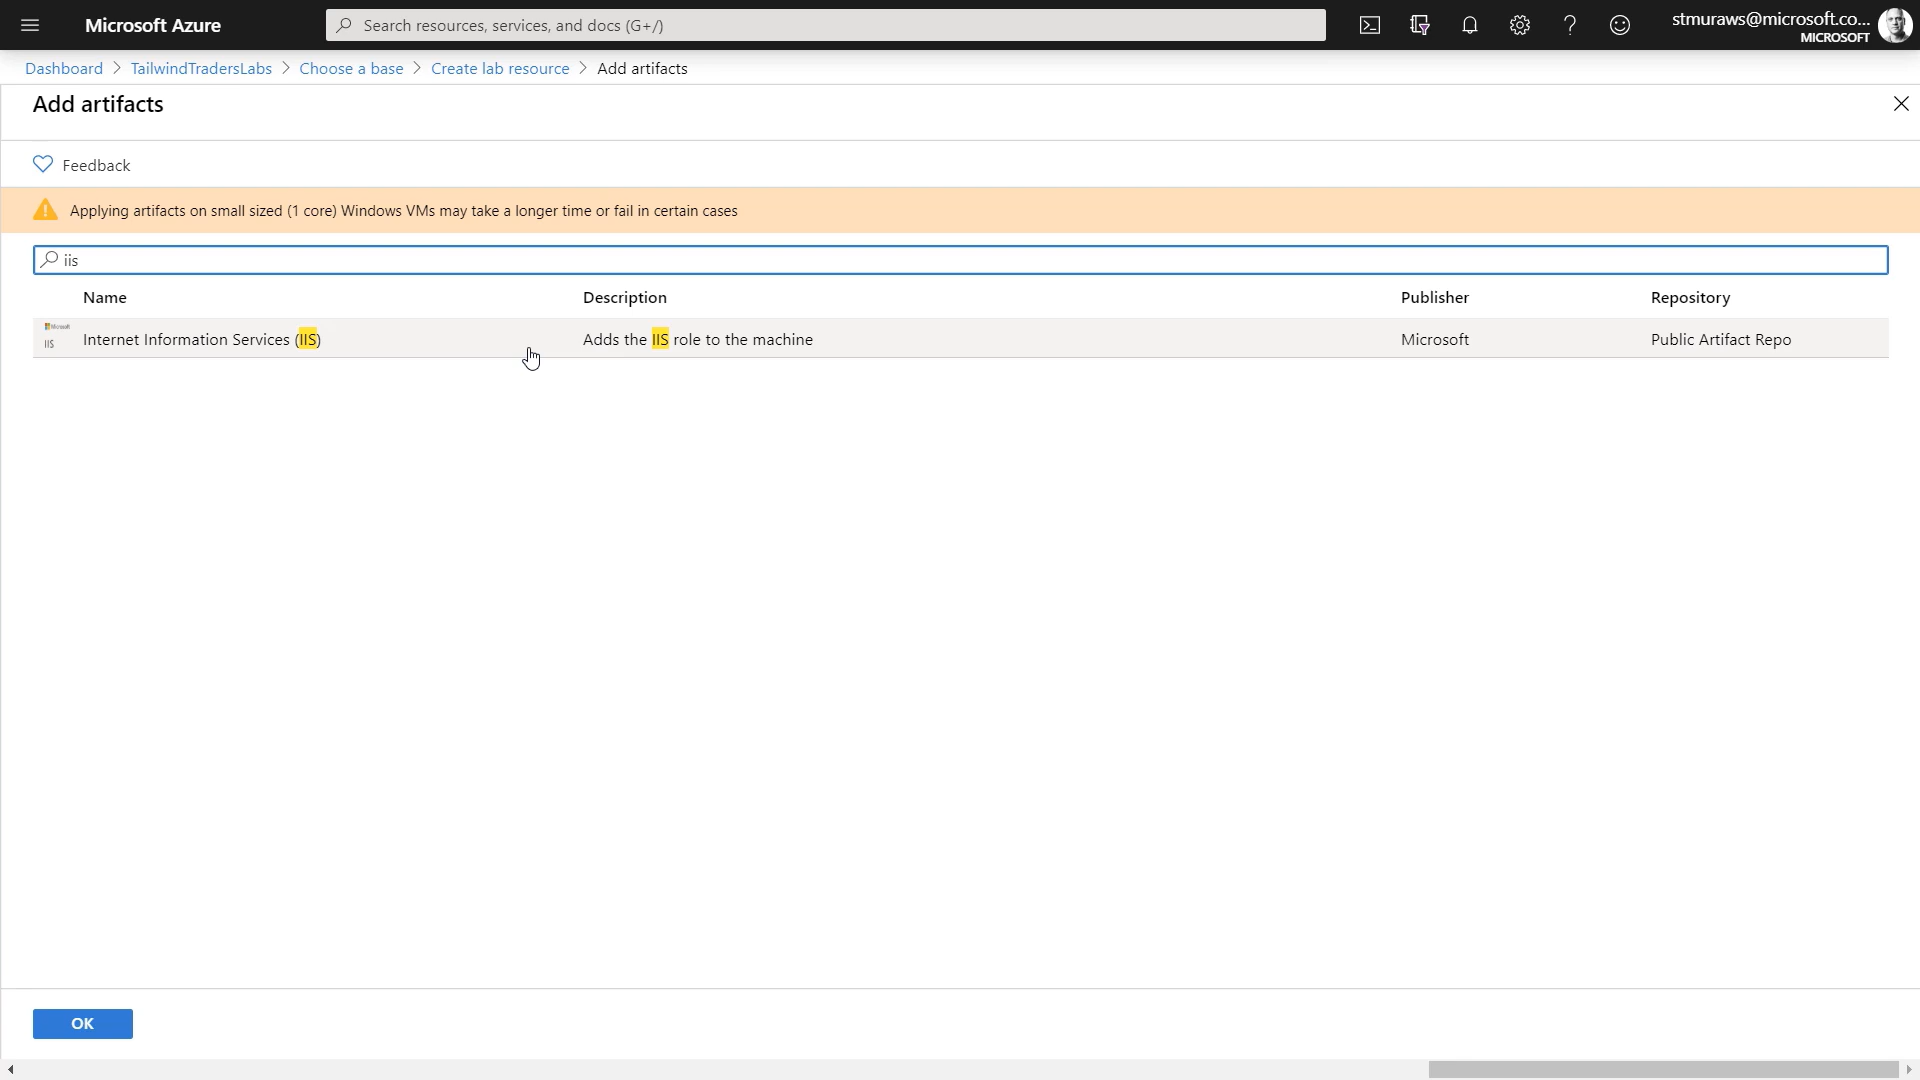 Microsoft Azure
Search resources, services, and docs (G+/)
stmuraws@microsoft.co...
MICROSOFT
Dashboard > TailwindTradersLabs > Choose a base > Create lab resource > Add artifacts
Add artifacts
Feedback
Applying artifacts on small sized (1 core) Windows VMs may take a longer time or fail in certain cases
iis
Name Description Publisher Repository
Microsoft
IIS
Internet Information Services (IIS) Adds the IIS role to the machine Microsoft Public Artifact Repo
OK